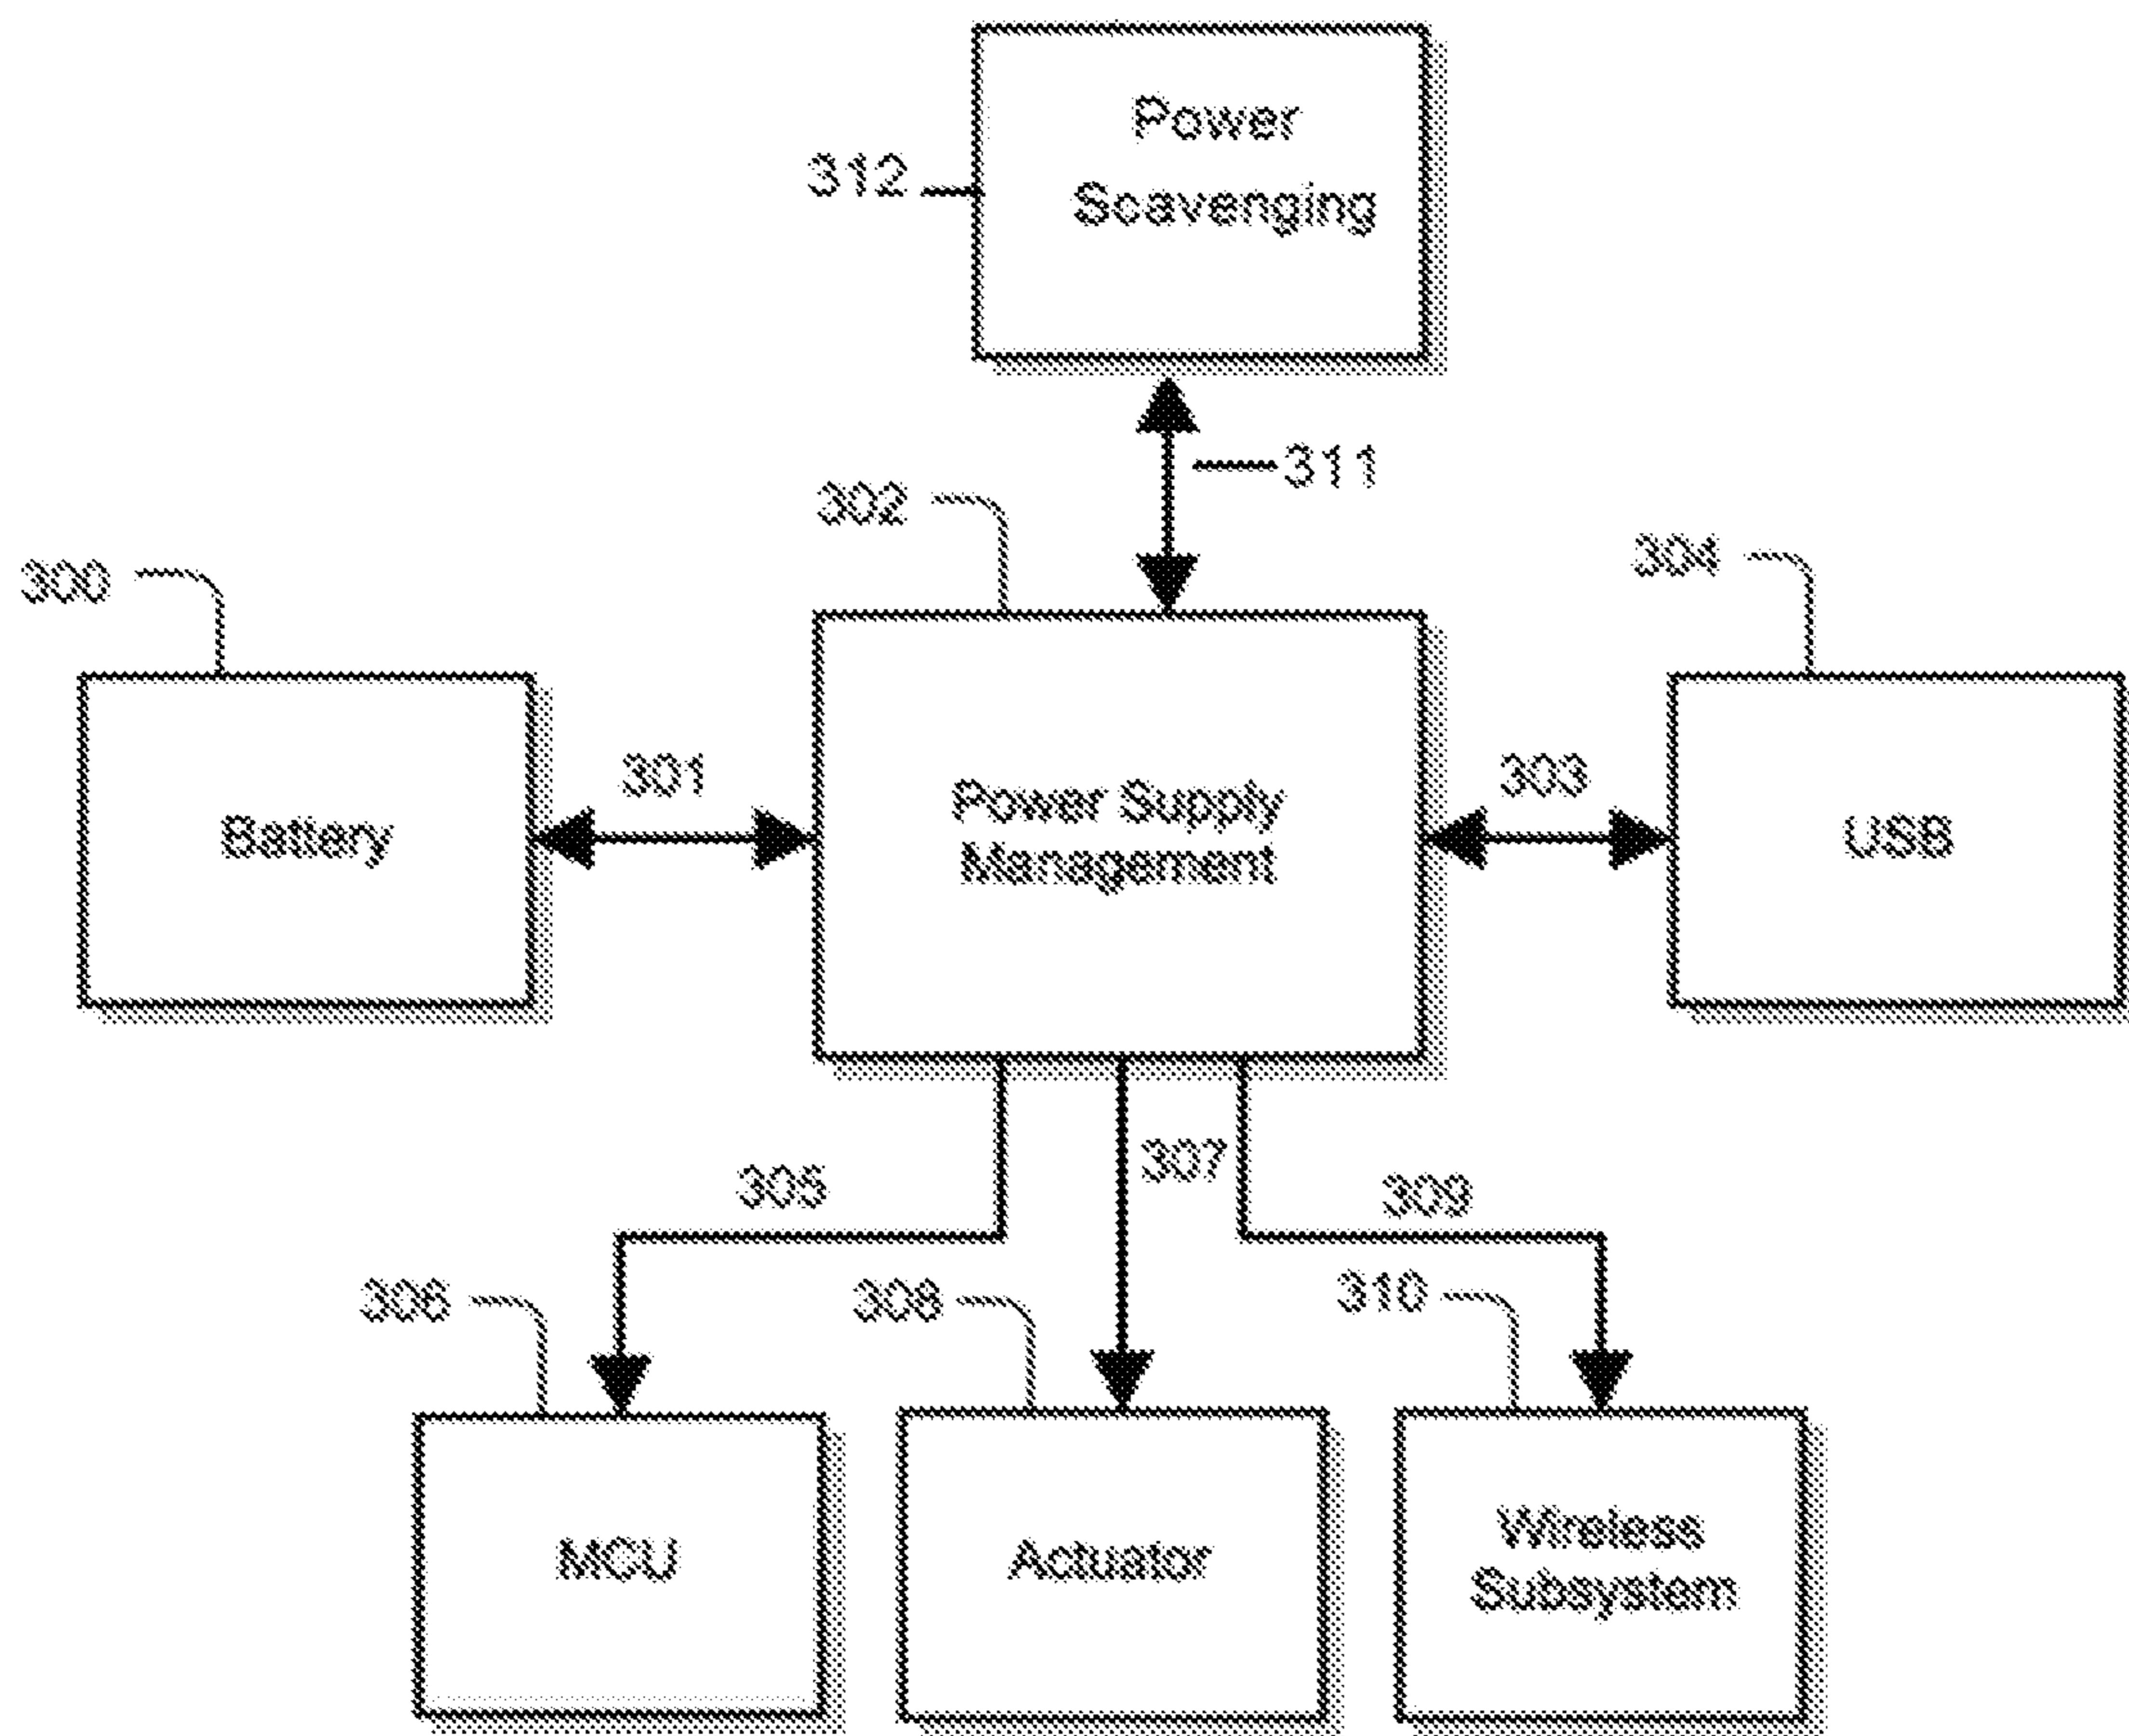 Power
Scavenging
312
311
302
300
304
Battery
301
Power Supply
Management
303
USB
305
307
309
306
308
310
MCU
Actuator
Wireless
Subsystem